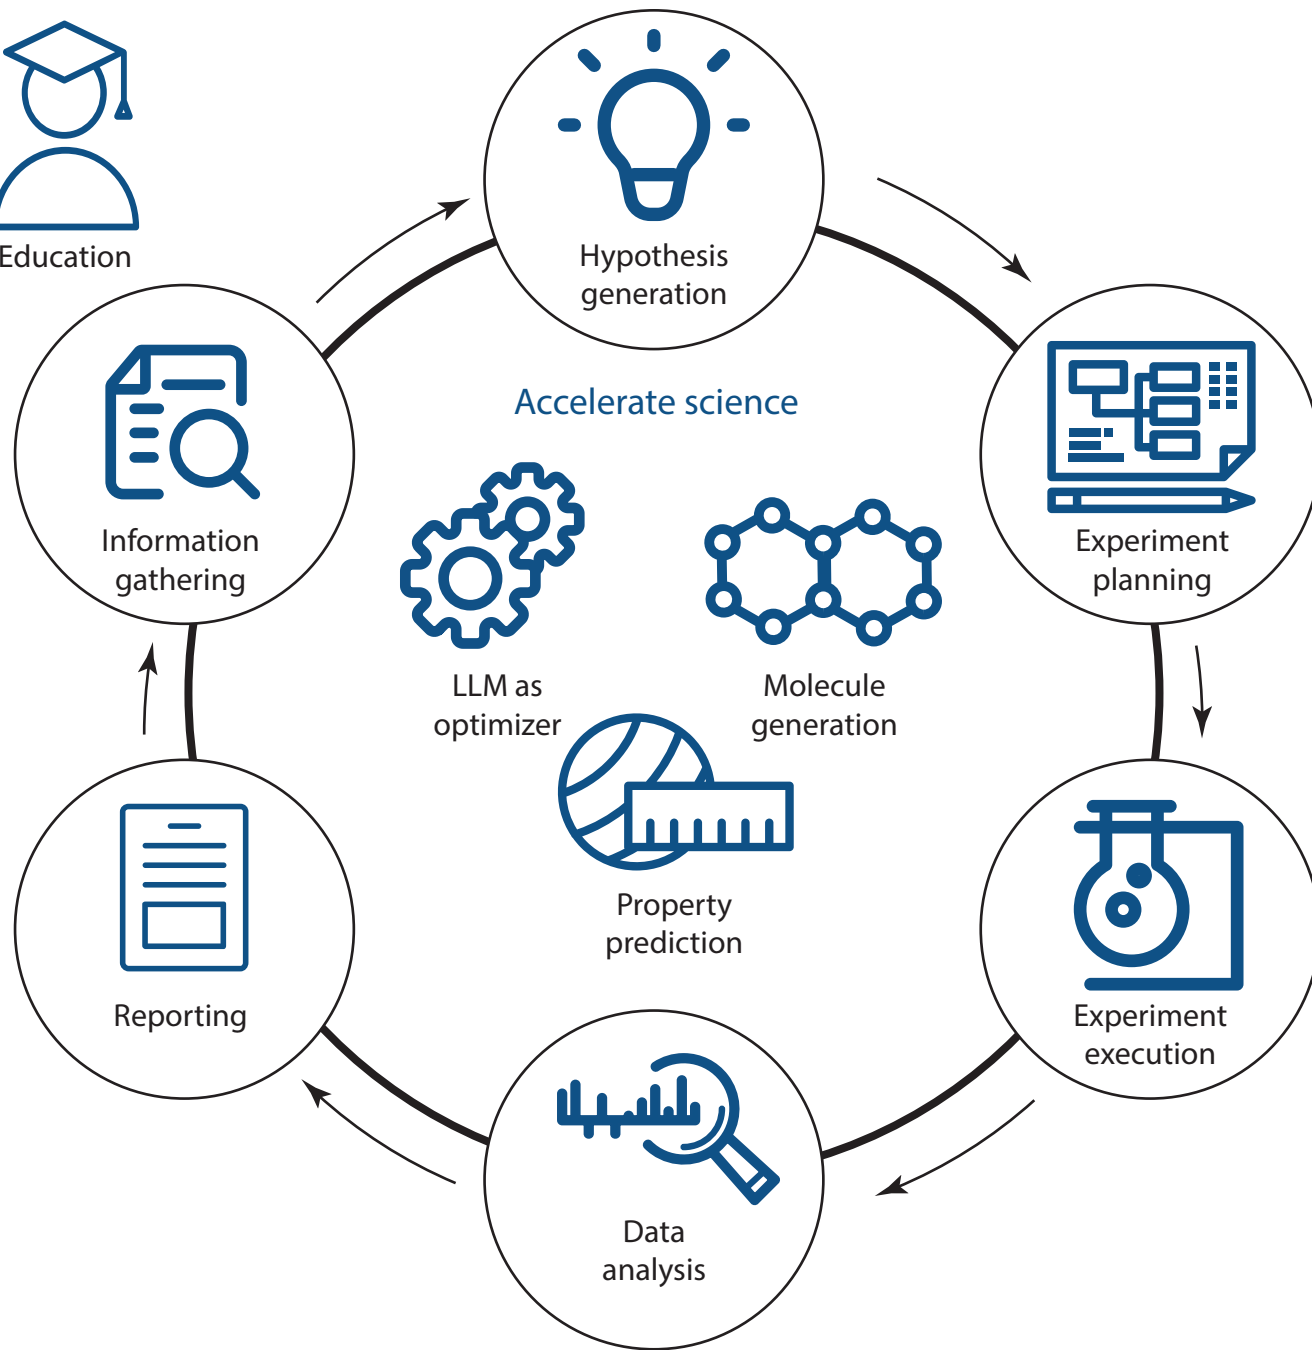 Education
Hypothesis
generation
Information
gathering
Accelerate science
Experiment
planning
LLM as
optimizer
Molecule
generation
Property
prediction
Reporting
Experiment
execution
Data
analysis